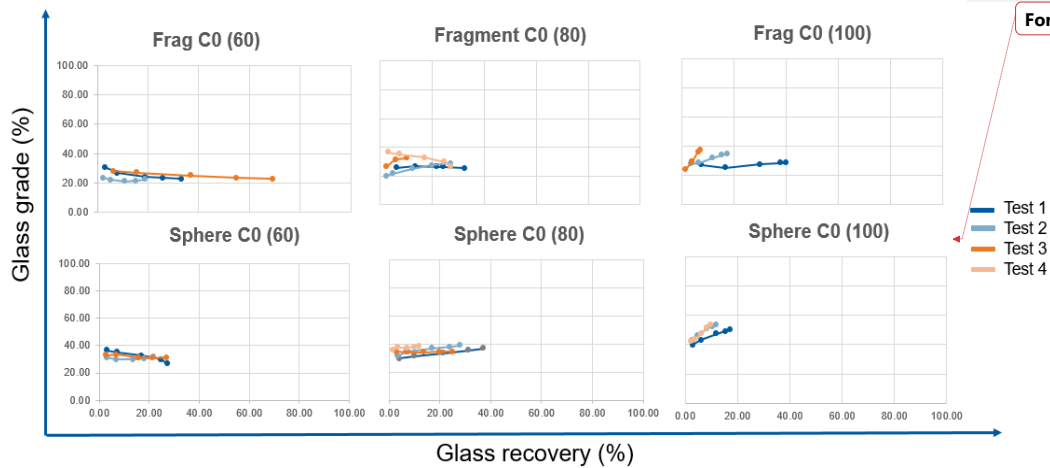 For
Frag C0 (60)
Fragment C0 (80)
Frag C0 (100)
100.00
80.00
60.00
40.00
20.00
0.00
Glass grade (%)
Sphere C0 (60)
Sphere C0 (80)
Sphere C0 (100)
Test 1
Test 2
Test 3
Test 4
100.00
80.00
60.00
40.00
20.00
0.00
0.00 20.00 40.00 60.00 80.00 100.00
0.00 20.00 40.00 60.00 80.00 100.00
0.00 20.00 40.00 60.00 80.00 100.00
Glass recovery (%)